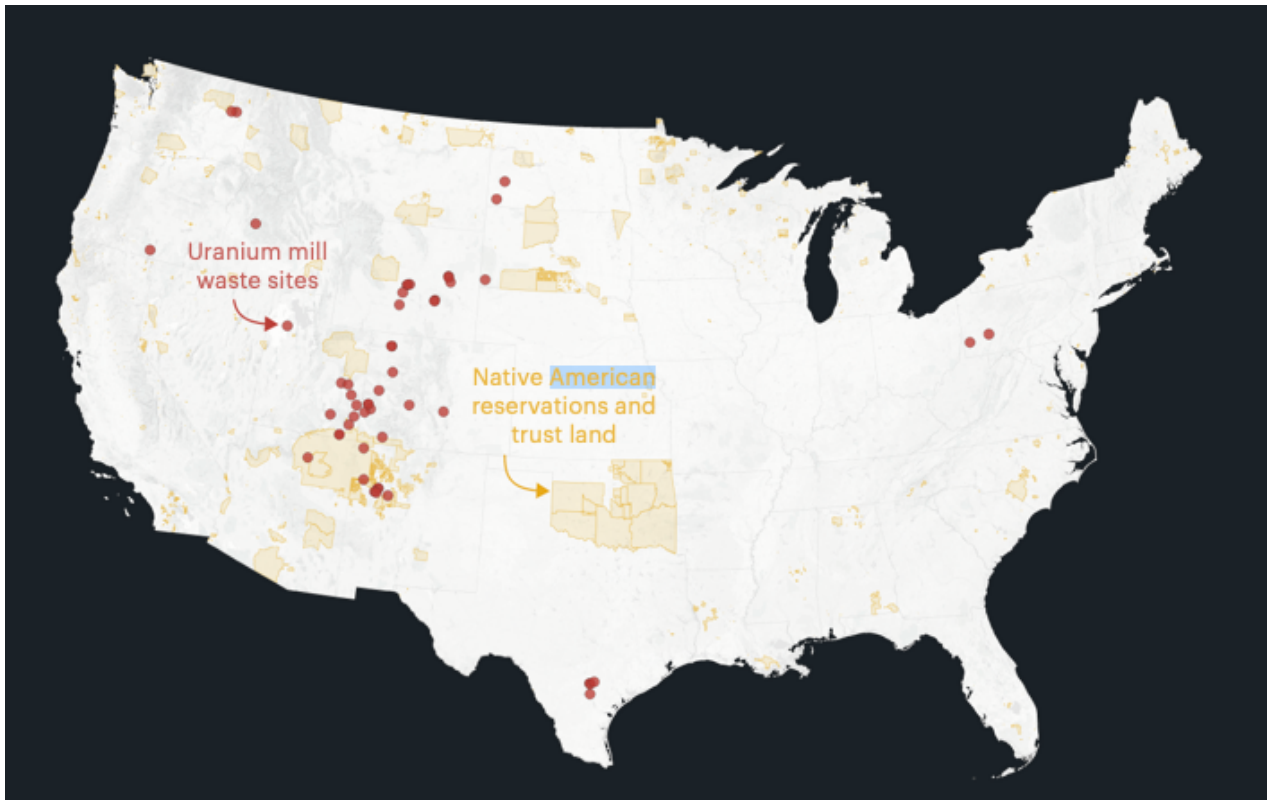 Uranium mill
waste sites
Native American
reservations and
trust land